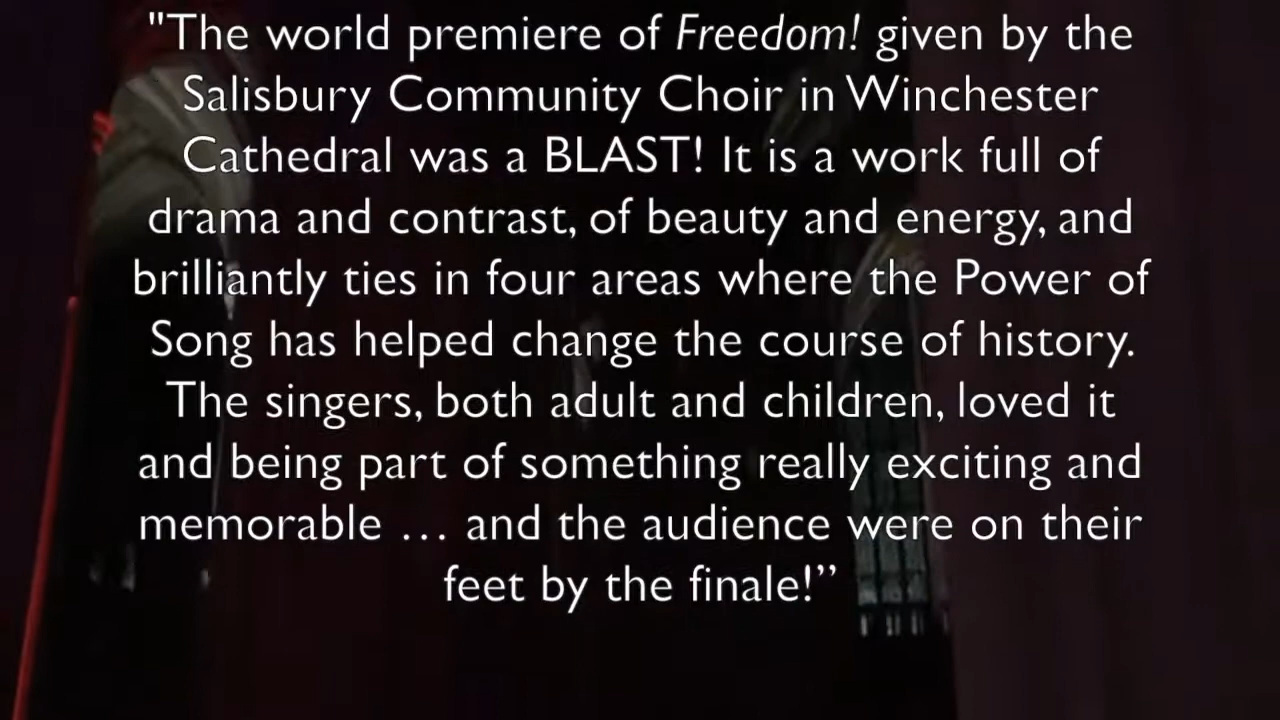 "The world premiere of Freedom! given by the
Salisbury Community Choir in Winchester
Cathedral was a BLAST! It is a work full of
drama and contrast, of beauty and energy, and
brilliantly ties in four areas where the Power of
Song has helped change the course of history.
The singers, both adult and children, loved it
and being part of something really exciting and
memorable … and the audience were on their
feet by the finale!”